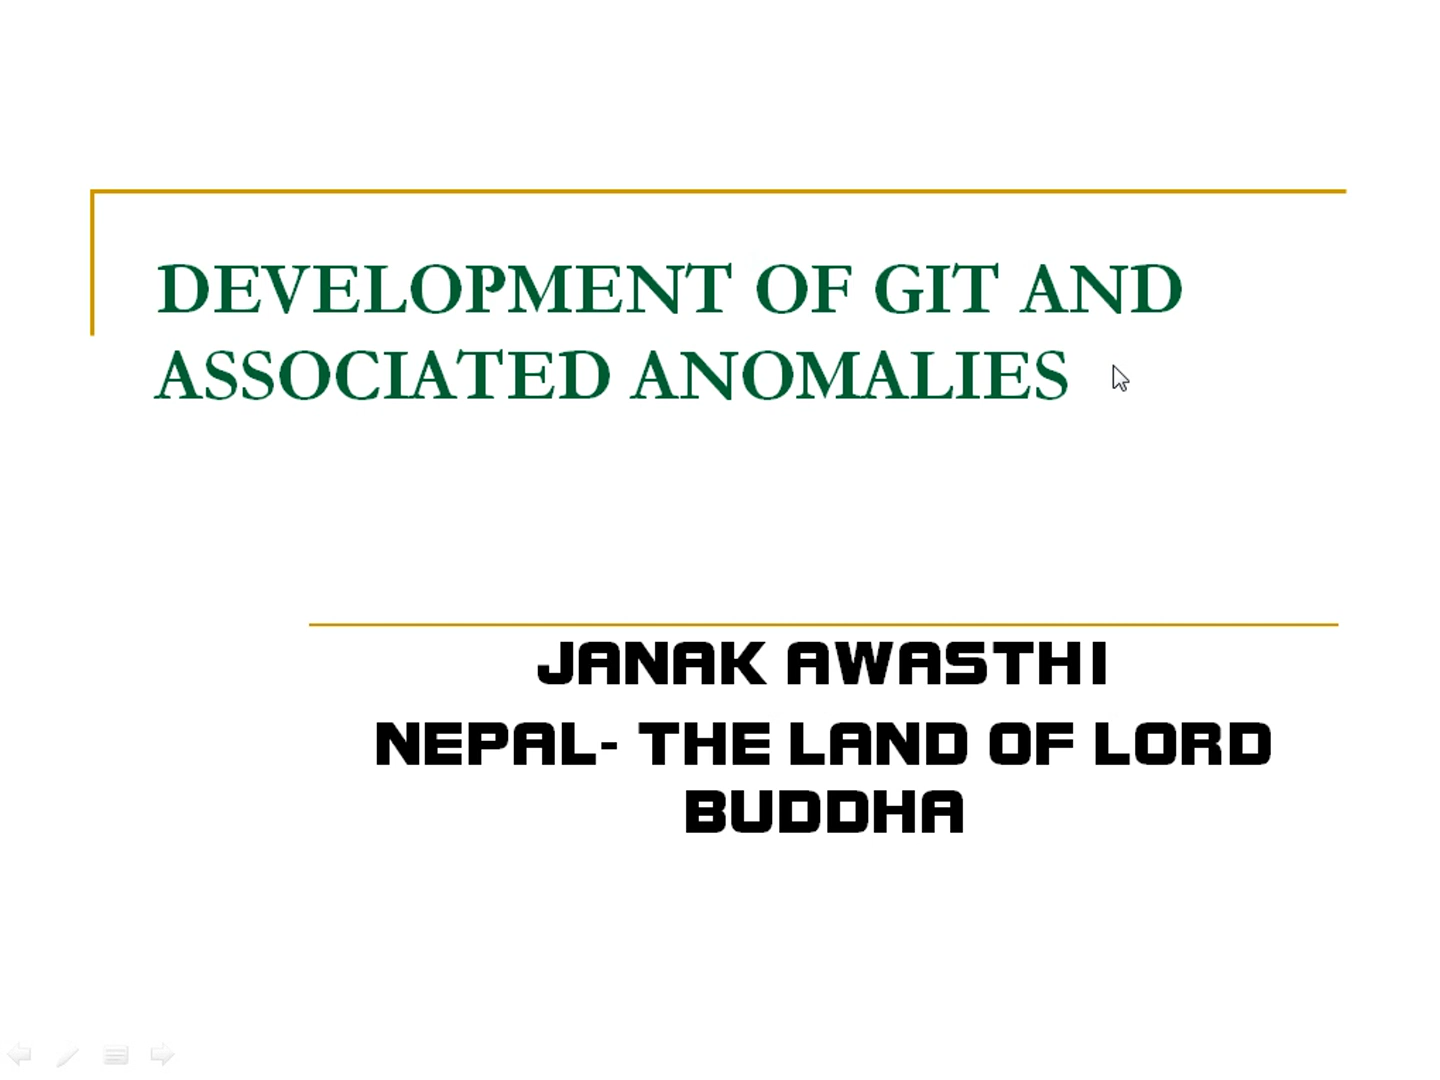 DEVELOPMENT OF GIT AND
ASSOCIATED ANOMALIES
JANAK AWASTHI
NEPAL- THE LAND OF LORD
BUDDHA